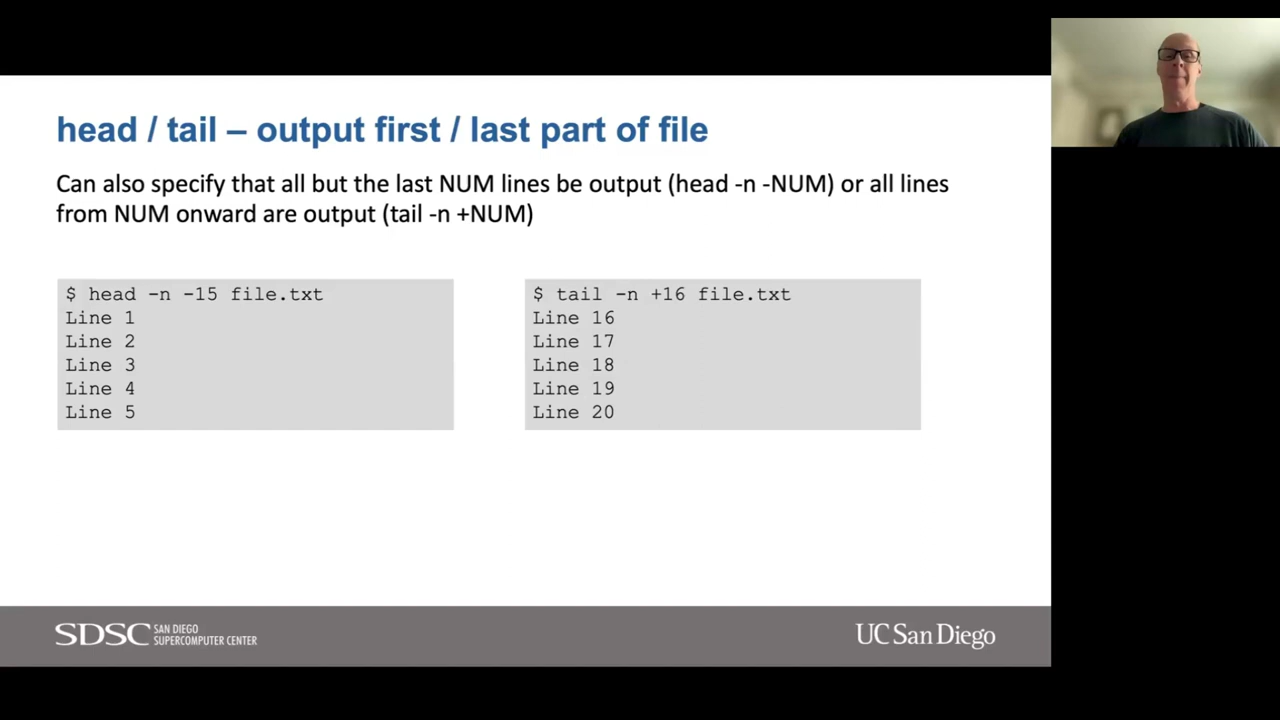 head / tail – output first / last part of file
Can also specify that all but the last NUM lines be output (head -n -NUM) or all lines
from NUM onward are output (tail -n +NUM)
$ head -n -15 file.txt
Line 1
Line 2
Line 3
Line 4
Line 5
$ tail -n +16 file.txt
Line 16
Line 17
Line 18
Line 19
Line 20
SDSC SAN DIEGO
SUPERCOMPUTER CENTER
UC San Diego